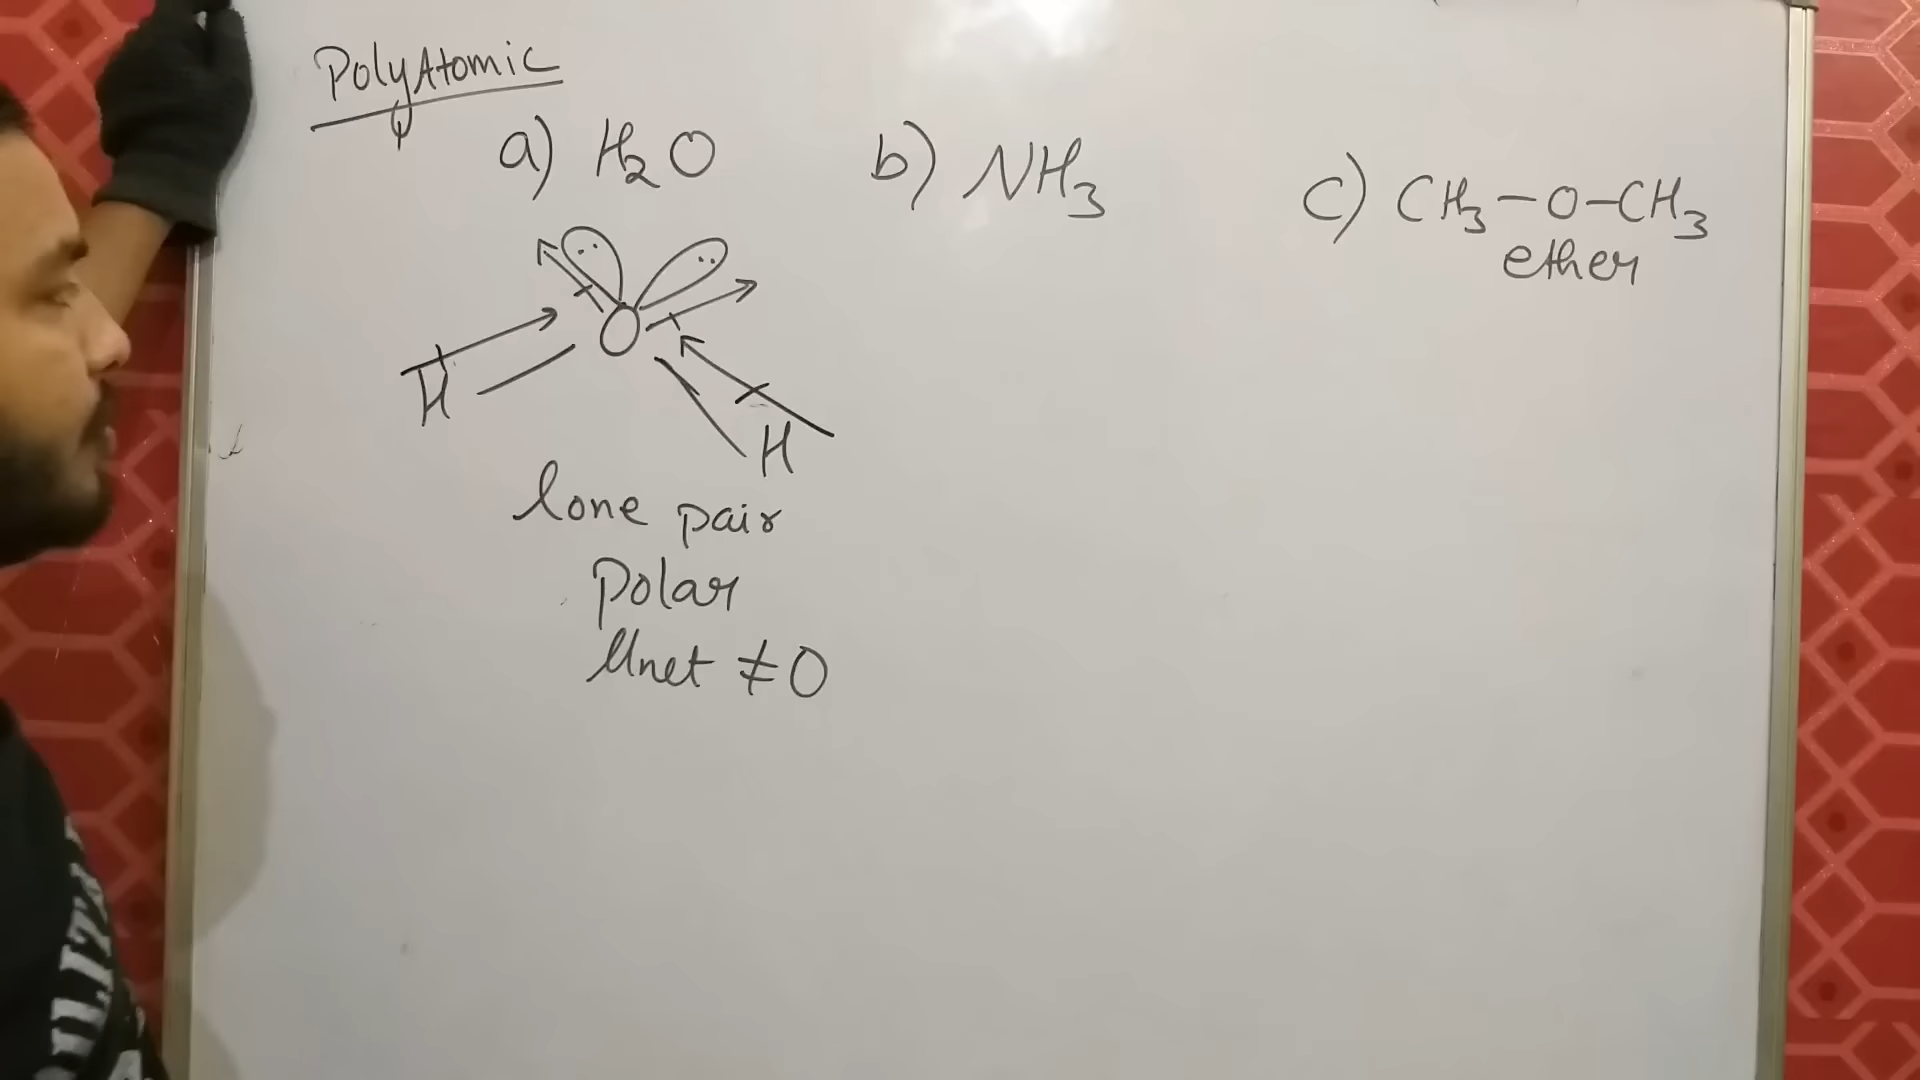 PolyAtomic
a) H₂O
b) NH₃
c) CH₃-O-CH₃
ether
O
H
H
lone pair
Polar
μnet ≠ 0